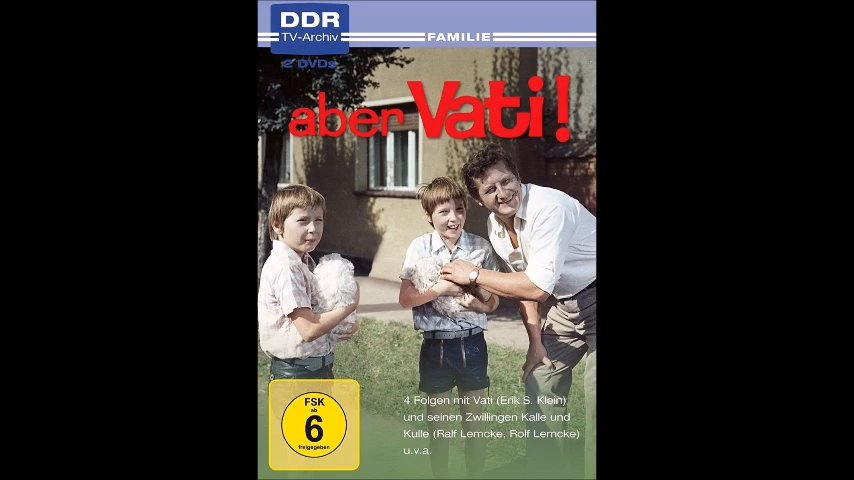 DDR
TV-Archiv
FAMILIE
2 DVDs
aber Vati!
4 Folgen mit Vati (Erik S. Klein)
und seinen Zwillingen Kalle und
Kulle (Ralf Lemcke, Rolf Lemcke)
u.v.a.
FSK
ab
6
freigegeben